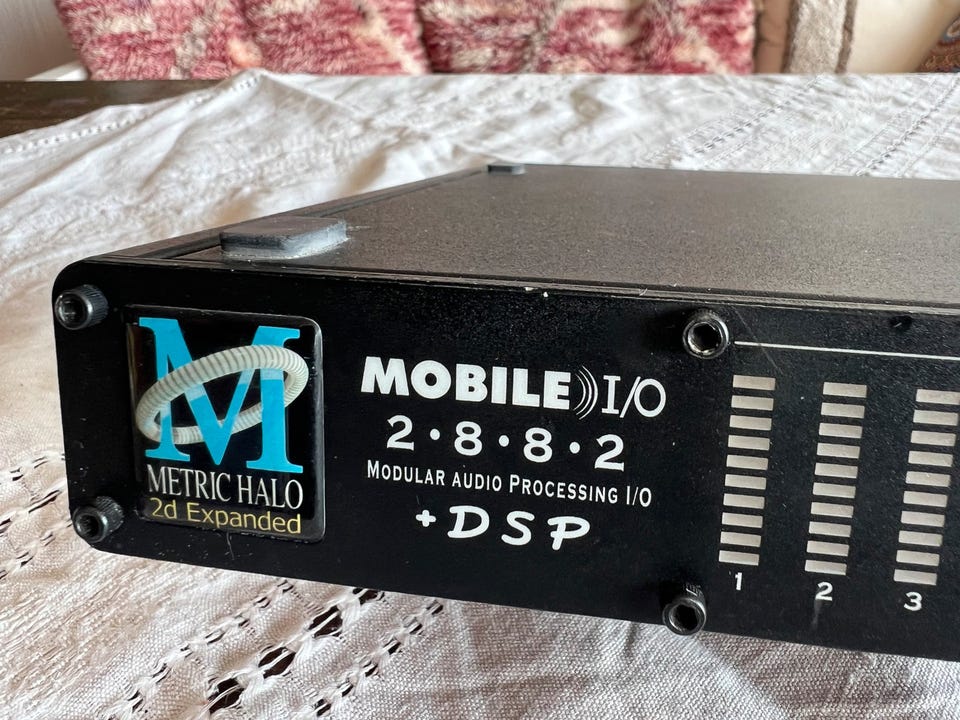 M
METRIC HALO
2d Expanded
MOBILE I/O
2·8·8·2
MODULAR AUDIO PROCESSING I/O
+DSP
1 2 3